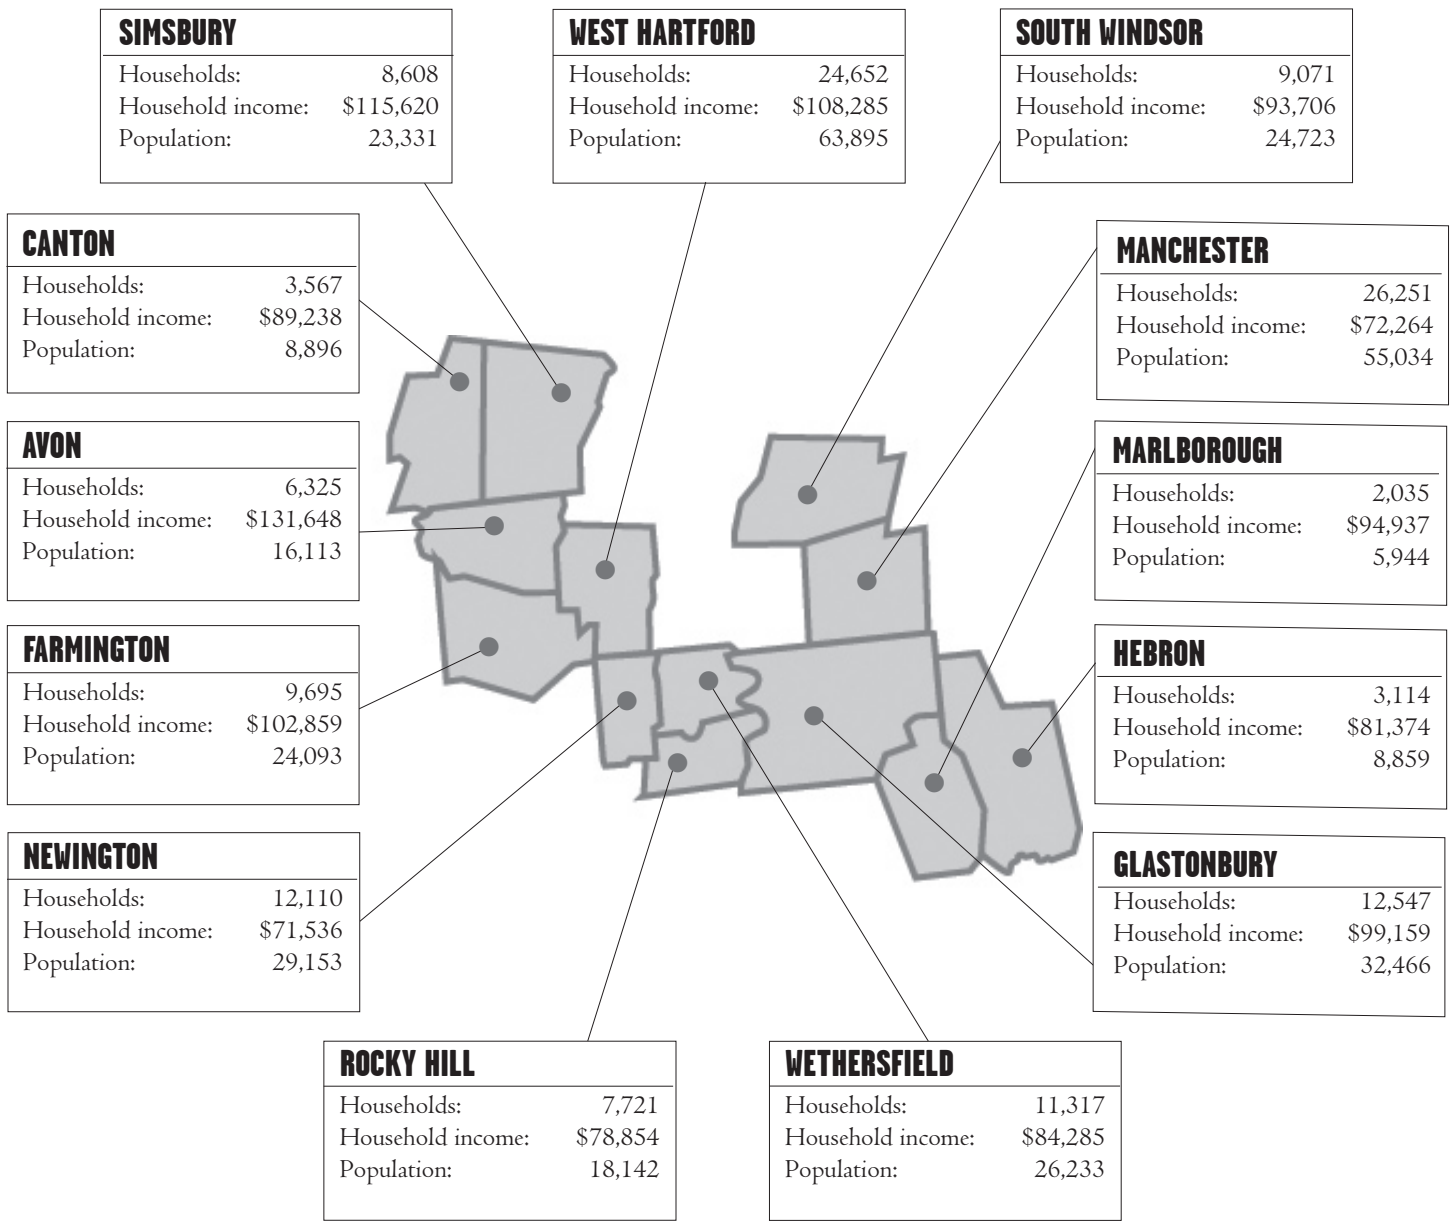 SIMSBURY
Households: 8,608
Household income: $115,620
Population: 23,331
WEST HARTFORD
Households: 24,652
Household income: $108,285
Population: 63,895
SOUTH WINDSOR
Households: 9,071
Household income: $93,706
Population: 24,723
CANTON
Households: 3,567
Household income: $89,238
Population: 8,896
MANCHESTER
Households: 26,251
Household income: $72,264
Population: 55,034
AVON
Households: 6,325
Household income: $131,648
Population: 16,113
MARLBOROUGH
Households: 2,035
Household income: $94,937
Population: 5,944
FARMINGTON
Households: 9,695
Household income: $102,859
Population: 24,093
HEBRON
Households: 3,114
Household income: $81,374
Population: 8,859
NEWINGTON
Households: 12,110
Household income: $71,536
Population: 29,153
GLASTONBURY
Households: 12,547
Household income: $99,159
Population: 32,466
ROCKY HILL
Households: 7,721
Household income: $78,854
Population: 18,142
WETHERSFIELD
Households: 11,317
Household income: $84,285
Population: 26,233